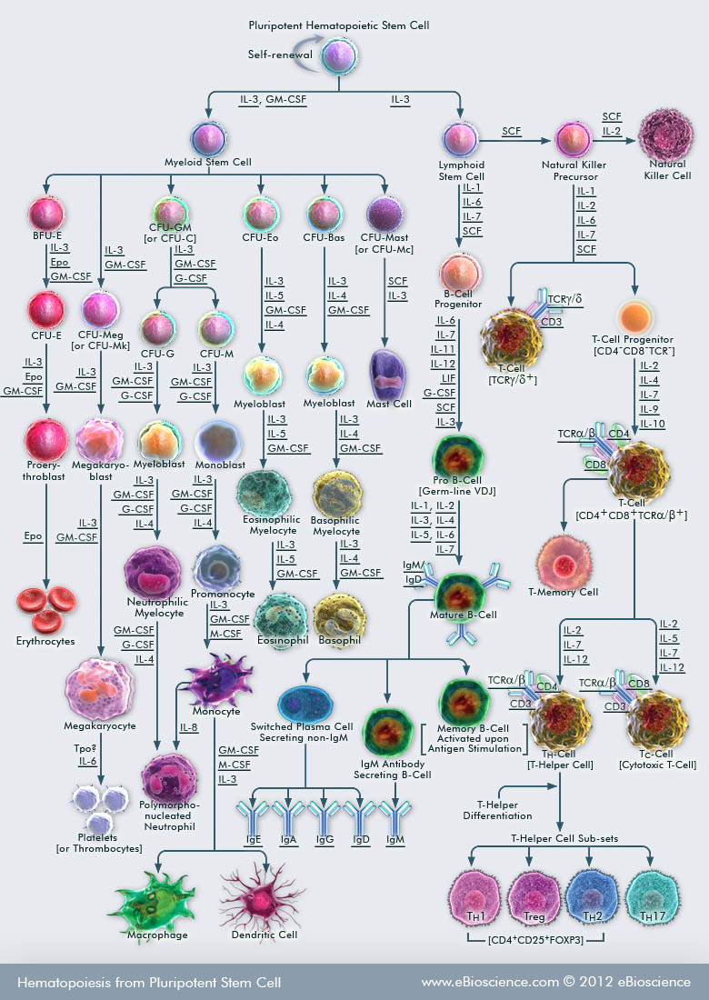 Pluripotent Hematopoietic Stem Cell
Self-renewal
IL-3, GM-CSF
IL-3
Myeloid Stem Cell
Lymphoid
Stem Cell
SCF
Natural Killer
Precursor
SCF
IL-2
Natural
Killer Cell
BFU-E
IL-3
Epo
GM-CSF
IL-3
GM-CSF
CFU-GM
[or CFU-C]
IL-3
GM-CSF
G-CSF
CFU-Eo
CFU-Bas
CFU-Mast
[or CFU-Mc]
IL-1
IL-6
IL-7
SCF
IL-1
IL-2
IL-6
IL-7
SCF
CFU-E
CFU-Meg
[or CFU-Mk]
CFU-G
CFU-M
IL-3
IL-5
GM-CSF
IL-4
IL-3
IL-4
GM-CSF
SCF
IL-3
B-Cell
Progenitor
TCRγ/δ
CD3
T-Cell
[TCRγ/δ+]
T-Cell Progenitor
[CD4-CD8-TCR-]
IL-3
Epo
GM-CSF
IL-3
GM-CSF
IL-3
GM-CSF
G-CSF
IL-3
GM-CSF
G-CSF
Myeloblast
Myeloblast
Mast Cell
IL-6
IL-7
IL-11
IL-12
LIF
G-CSF
SCF
IL-3
IL-2
IL-4
IL-7
IL-9
IL-10
Proery-
throblast
Megakaryo-
blast
Myeloblast
Monoblast
IL-3
IL-5
GM-CSF
IL-3
IL-4
GM-CSF
Pro B-Cell
[Germ-line VDJ]
TCRα/β
CD4
CD8
T-Cell
[CD4+CD8+TCRα/β+]
Epo
IL-3
GM-CSF
IL-3
GM-CSF
G-CSF
IL-4
IL-3
GM-CSF
G-CSF
IL-4
Eosinophilic
Myelocyte
Basophilic
Myelocyte
IL-1, IL-2
IL-3, IL-4
IL-5, IL-6
IL-7
IgM/
IgD
Mature B-Cell
T-Memory Cell
Erythrocytes
Neutrophilic
Myelocyte
Promonocyte
IL-3
IL-5
GM-CSF
IL-3
IL-4
GM-CSF
Eosinophil
Basophil
GM-CSF
G-CSF
IL-4
IL-3
GM-CSF
M-CSF
IL-2
IL-7
IL-12
IL-2
IL-5
IL-7
IL-12
Megakaryocyte
Monocyte
IL-8
Switched Plasma Cell
Secreting non-IgM
IgM Antibody
Secreting B-Cell
Memory B-Cell
Activated upon
Antigen Stimulation
TCRα/β
CD4
CD3
TH-Cell
[T-Helper Cell]
TCRα/β
CD8
CD3
TC-Cell
[Cytotoxic T-Cell]
Tpo?
IL-6
GM-CSF
M-CSF
IL-3
Platelets
[or Thrombocytes]
Polymorpho-
nucleated
Neutrophil
IgE
IgA
IgG
IgD
IgM
T-Helper
Differentiation
T-Helper Cell Sub-sets
Macrophage
Dendritic Cell
TH1
Treg
TH2
TH17
[CD4+CD25+FOXP3]
Hematopoiesis from Pluripotent Stem Cell
www.eBioscience.com © 2012 eBioscience